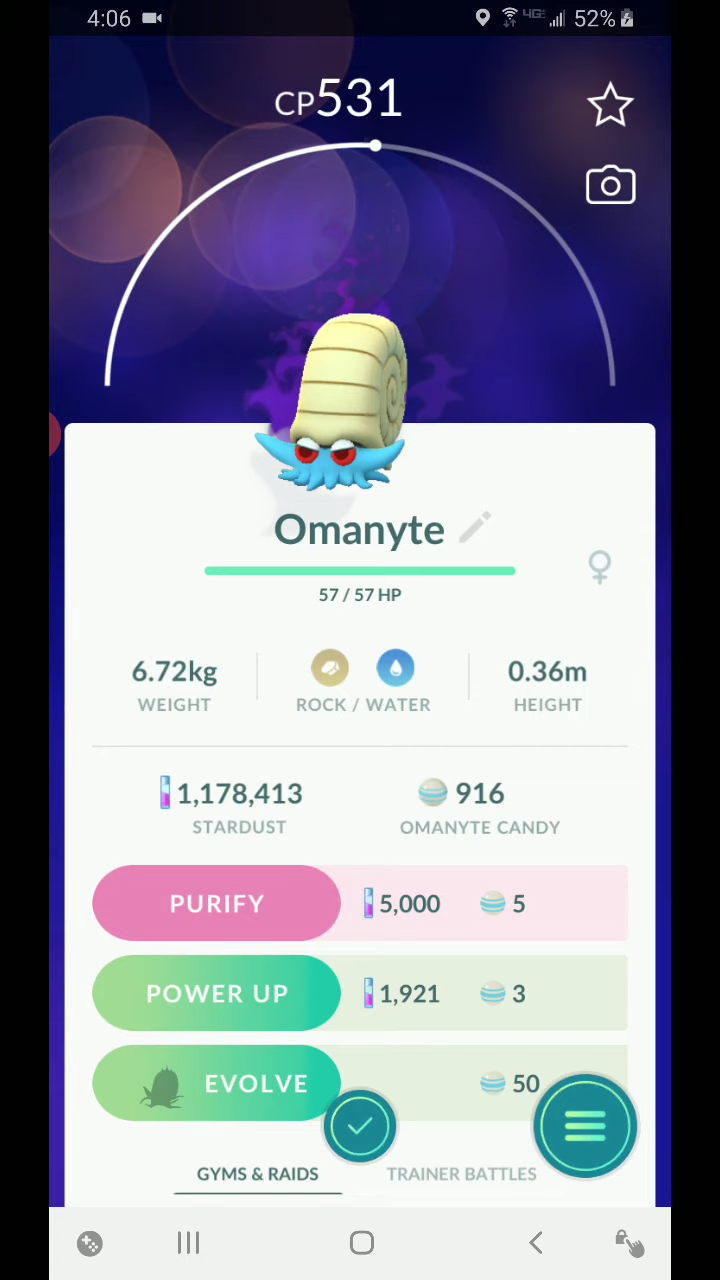 4:06 4GE 52%
CP531
Omanyte
57 / 57 HP
6.72kg 0.36m
WEIGHT ROCK / WATER HEIGHT
1,178,413 916
STARDUST OMANYTE CANDY
PURIFY 5,000 5
POWER UP 1,921 3
EVOLVE 50
GYMS & RAIDS TRAINER BATTLES